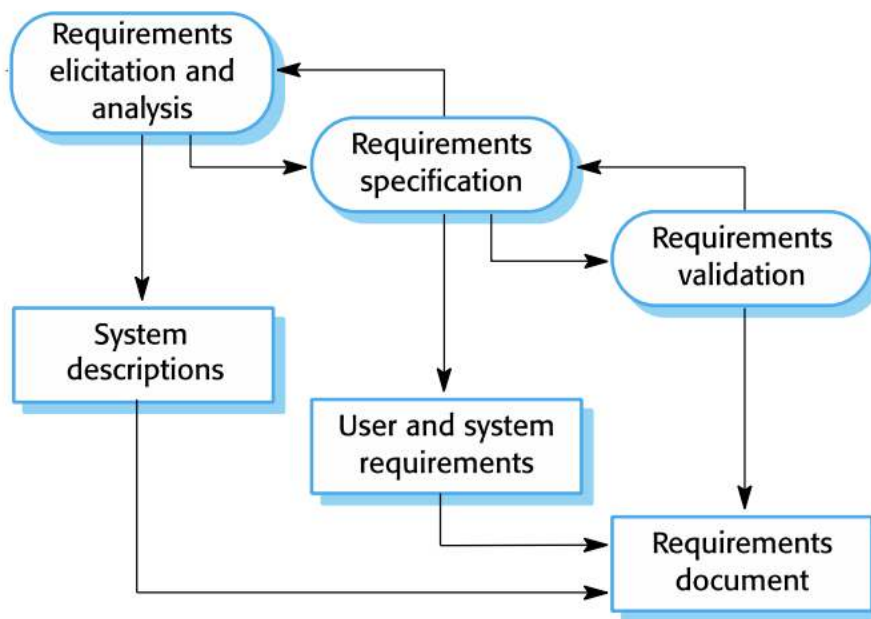 Requirements
elicitation and
analysis
Requirements
specification
Requirements
validation
System
descriptions
User and system
requirements
Requirements
document